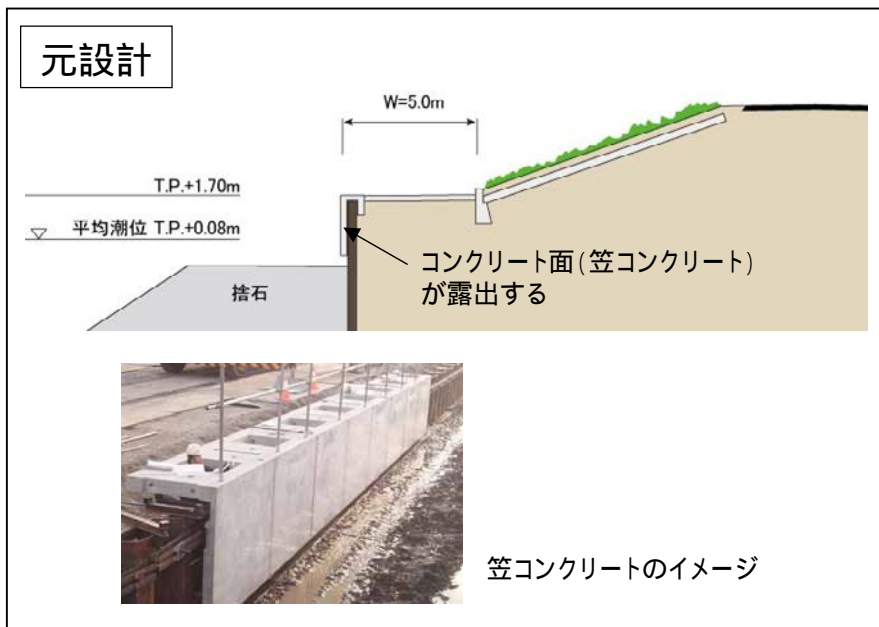 元設計
W=5.0m
T.P.+1.70m
平均潮位 T.P.+0.08m
コンクリート面(笠コンクリート)
が露出する
捨石
笠コンクリートのイメージ